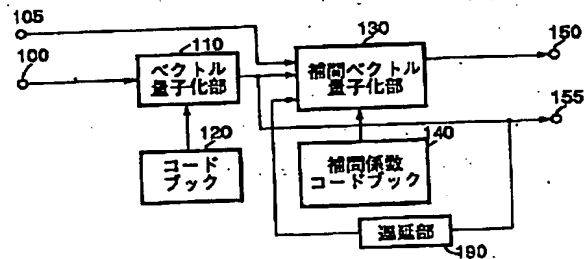 105
100
110
ベクトル
量子化部
120
コード
ブック
130
補間ベクトル
量子化部
140
補間係数
コードブック
150
155
遅延部
190